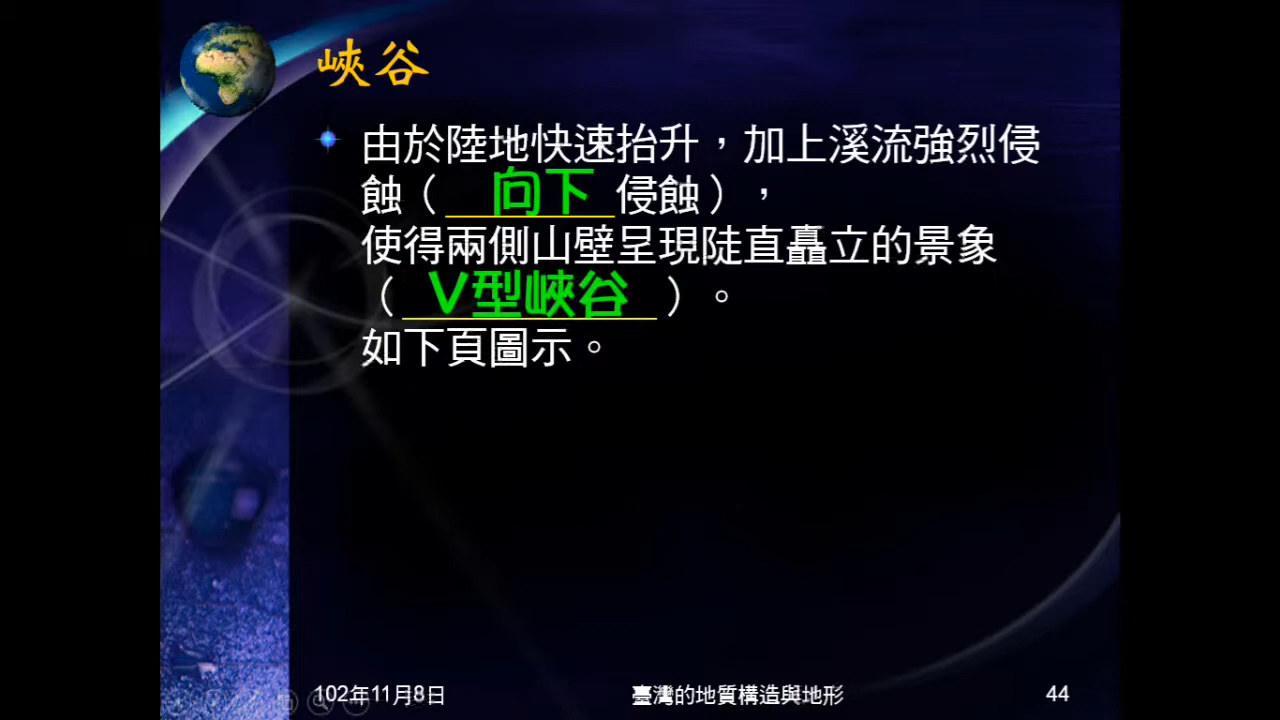 峽谷
由於陸地快速抬升，加上溪流強烈侵
蝕（向下侵蝕），
使得兩側山壁呈現陡直矗立的景象
（V型峽谷）。
如下頁圖示。
102年11月8日 臺灣的地質構造與地形 44